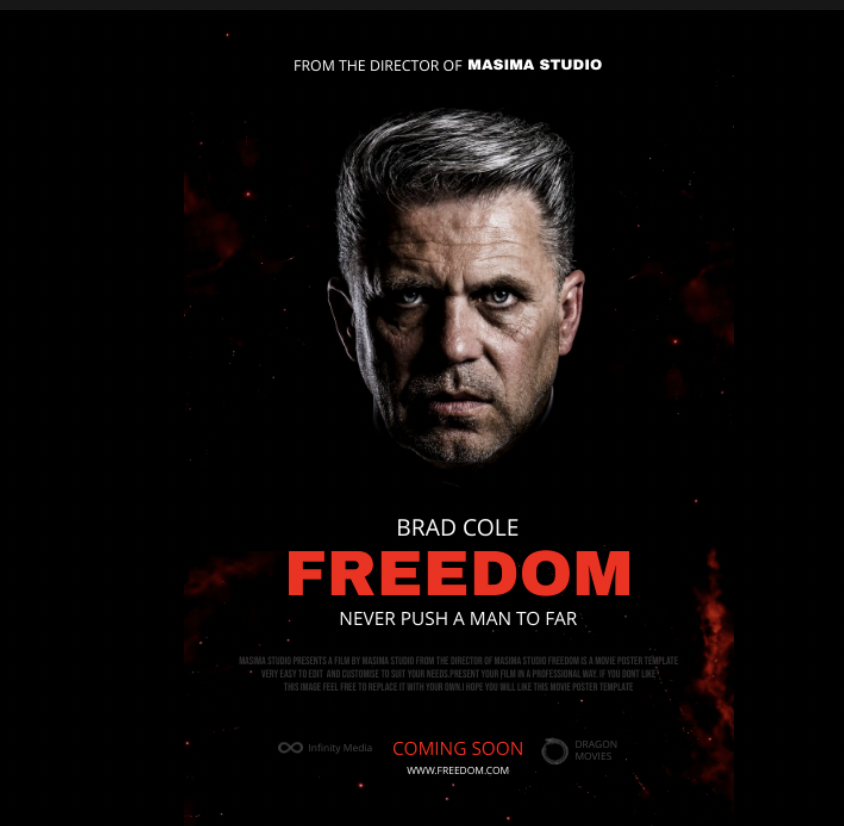 FROM THE DIRECTOR OF MASIMA STUDIO
BRAD COLE
FREEDOM
NEVER PUSH A MAN TO FAR
MASIMA STUDIO PRESENTS A FILM BY MASIMA STUDIO FROM THE DIRECTOR OF MASIMA STUDIO FREEDOM IS A MOVIE POSTER TEMPLATE
VERY EASY TO EDIT AND CUSTOMISE TO SUIT YOUR NEEDS,PRESENT YOUR FILM IN A PROFESSIONAL WAY. IF YOU DONT LIKE
THIS IMAGE FEEL FREE TO REPLACE IT WITH YOUR OWN,I HOPE YOU WILL LIKE THIS MOVIE POSTER TEMPLATE
Infinity Media
COMING SOON
DRAGON
MOVIES
WWW.FREEDOM.COM